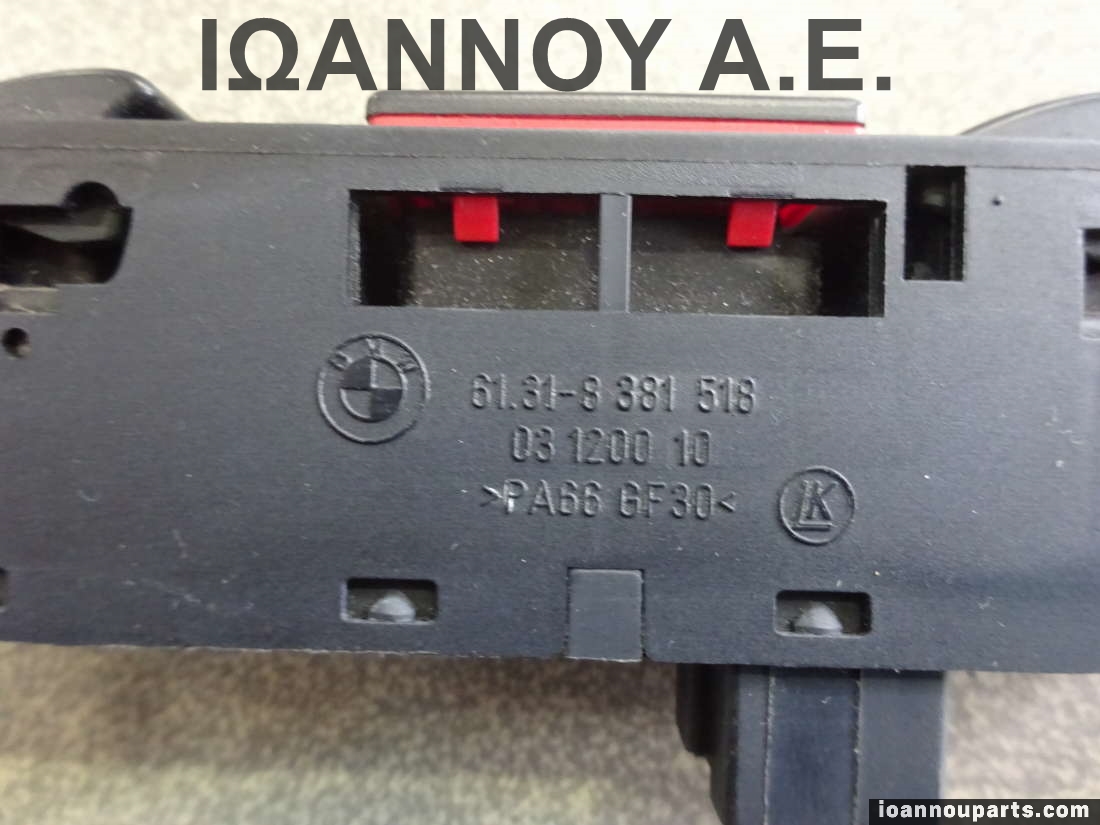 ΙΩΑΝΝΟΥ Α.Ε.
BMW
61.31-8 381 518
03 1200 10
>PA66 GF30<
LK
ioannouparts.com